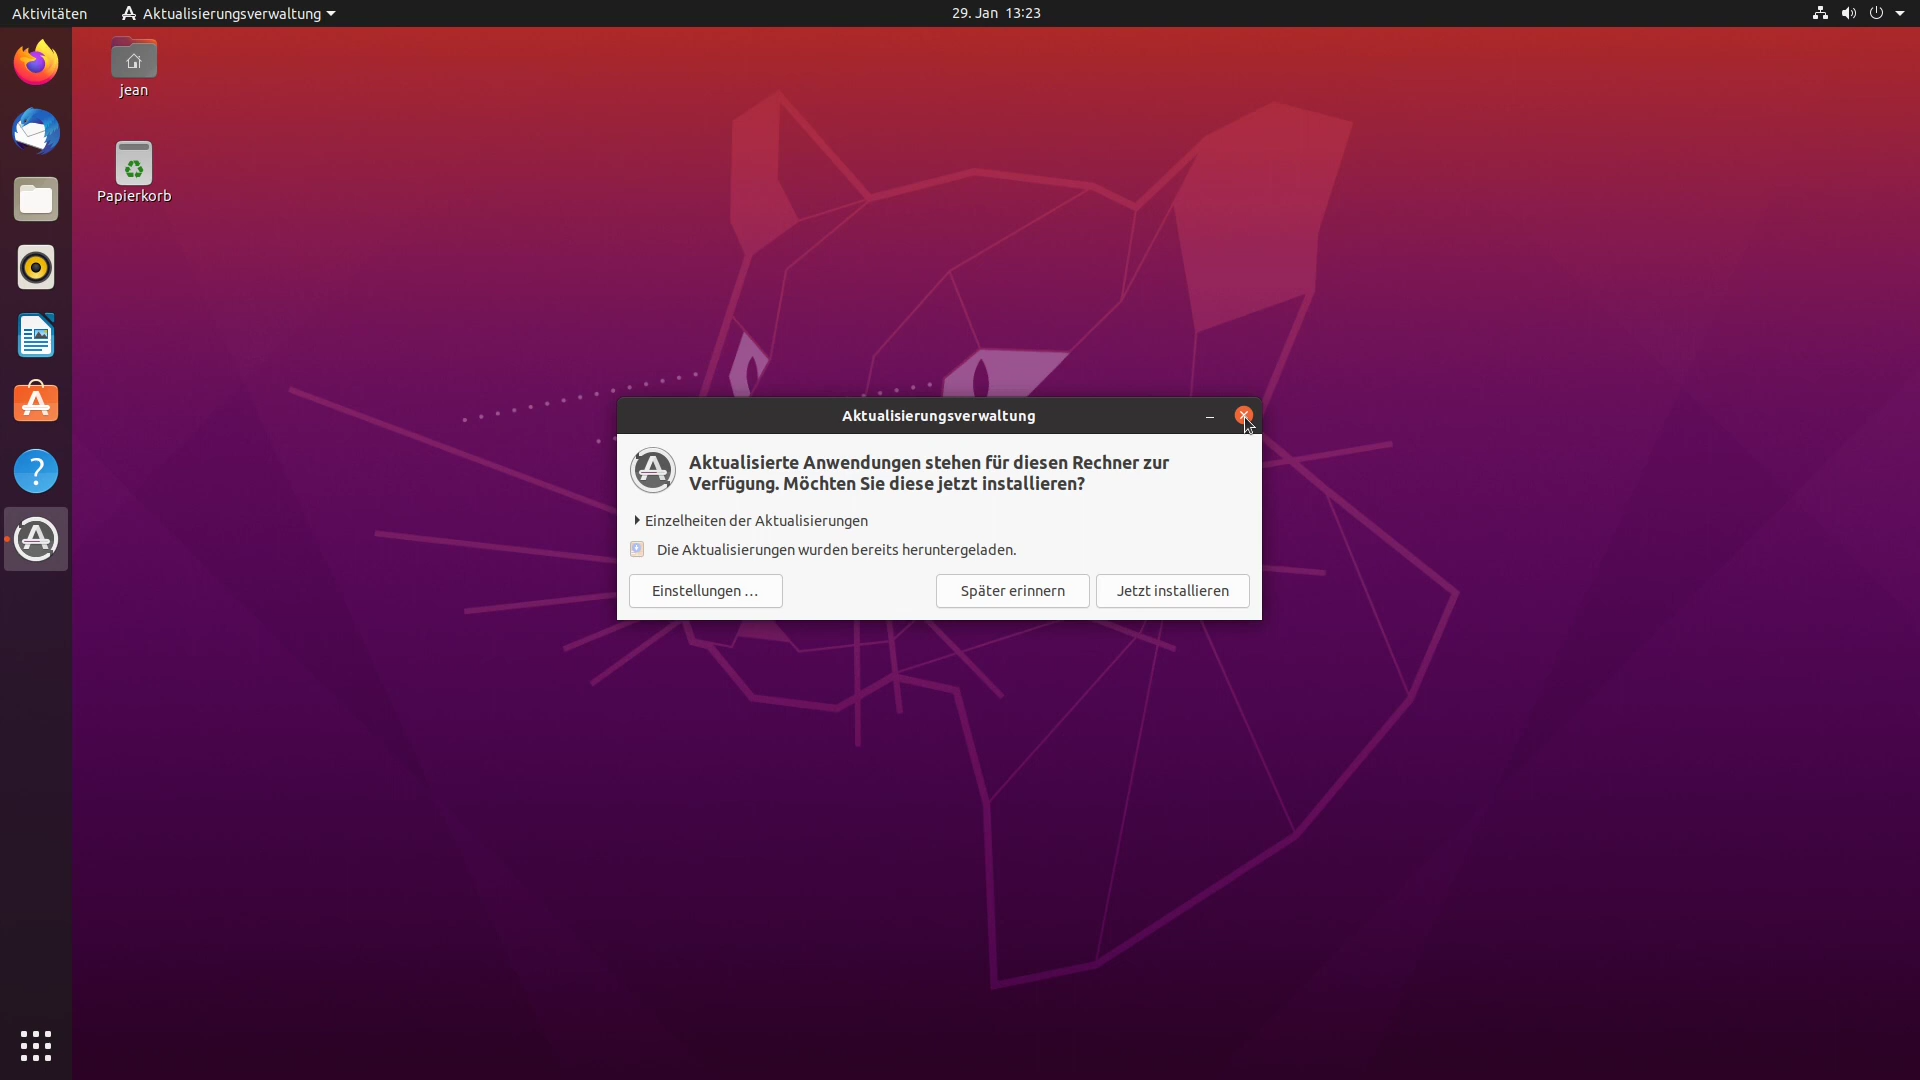 Aktivitäten
Aktualisierungsverwaltung
29. Jan 13:23
jean
Papierkorb
Aktualisierungsverwaltung
Aktualisierte Anwendungen stehen für diesen Rechner zur
Verfügung. Möchten Sie diese jetzt installieren?
Einzelheiten der Aktualisierungen
Die Aktualisierungen wurden bereits heruntergeladen.
Einstellungen …
Später erinnern
Jetzt installieren